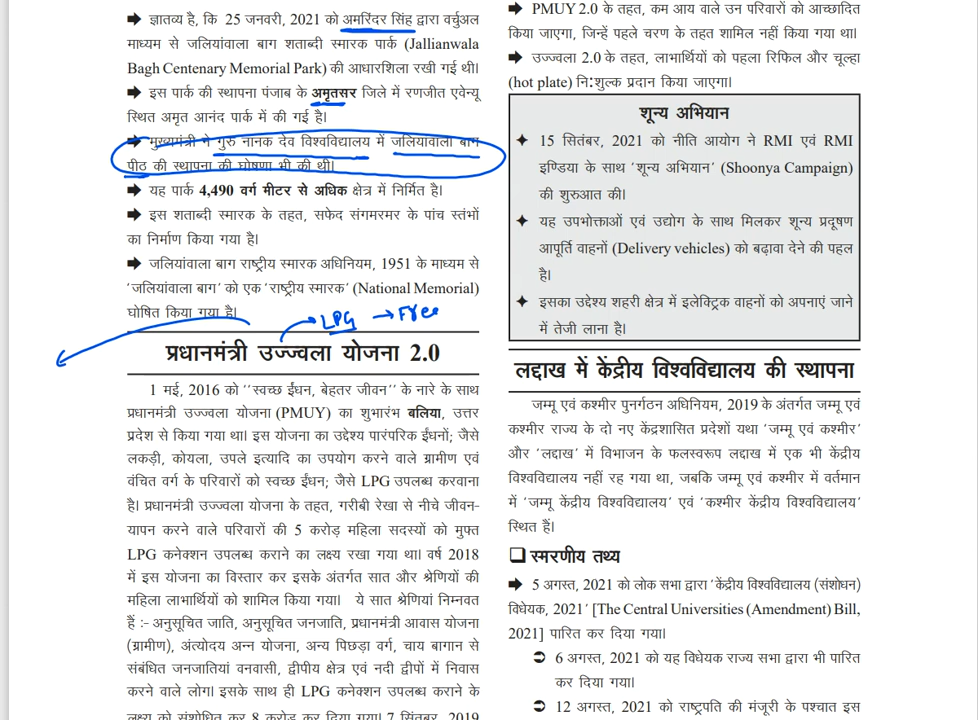 ➡ ज्ञातव्य है, कि 25 जनवरी, 2021 को अमरिंदर सिंह द्वारा वर्चुअल
माध्यम से जलियांवाला बाग शताब्दी स्मारक पार्क (Jallianwala
Bagh Centenary Memorial Park) की आधारशिला रखी गई थी।
➡ इस पार्क की स्थापना पंजाब के अमृतसर जिले में रणजीत एवेन्यू
स्थित अमृत आनंद पार्क में की गई है।
➡ मुख्यमंत्री ने गुरु नानक देव विश्वविद्यालय में जलियांवाला बाग
पीठ की स्थापना की घोषणा भी की थी।
➡ यह पार्क 4,490 वर्ग मीटर से अधिक क्षेत्र में निर्मित है।
➡ इस शताब्दी स्मारक के तहत, सफेद संगमरमर के पांच स्तंभों
का निर्माण किया गया है।
➡ जलियांवाला बाग राष्ट्रीय स्मारक अधिनियम, 1951 के माध्यम से
'जलियांवाला बाग' को एक 'राष्ट्रीय स्मारक' (National Memorial)
घोषित किया गया है।
LPG → Free
प्रधानमंत्री उज्ज्वला योजना 2.0
1 मई, 2016 को ''स्वच्छ ईंधन, बेहतर जीवन'' के नारे के साथ
प्रधानमंत्री उज्ज्वला योजना (PMUY) का शुभारंभ बलिया, उत्तर
प्रदेश से किया गया था। इस योजना का उद्देश्य पारंपरिक ईंधनों; जैसे
लकड़ी, कोयला, उपले इत्यादि का उपयोग करने वाले ग्रामीण एवं
वंचित वर्ग के परिवारों को स्वच्छ ईंधन; जैसे LPG उपलब्ध करवाना
है। प्रधानमंत्री उज्ज्वला योजना के तहत, गरीबी रेखा से नीचे जीवन-
यापन करने वाले परिवारों की 5 करोड़ महिला सदस्यों को मुफ्त
LPG कनेक्शन उपलब्ध कराने का लक्ष्य रखा गया था। वर्ष 2018
में इस योजना का विस्तार कर इसके अंतर्गत सात और श्रेणियों की
महिला लाभार्थियों को शामिल किया गया। ये सात श्रेणियां निम्नवत
हैं :- अनुसूचित जाति, अनुसूचित जनजाति, प्रधानमंत्री आवास योजना
(ग्रामीण), अंत्योदय अन्न योजना, अन्य पिछड़ा वर्ग, चाय बागान से
संबंधित जनजातियां वनवासी, द्वीपीय क्षेत्र एवं नदी द्वीपों में निवास
करने वाले लोग। इसके साथ ही LPG कनेक्शन उपलब्ध कराने के
लक्ष्य को संशोधित कर 8 करोड़ कर दिया गया। 7 सितंबर, 2019
➡ PMUY 2.0 के तहत, कम आय वाले उन परिवारों को आच्छादित
किया जाएगा, जिन्हें पहले चरण के तहत शामिल नहीं किया गया था।
➡ उज्ज्वला 2.0 के तहत, लाभार्थियों को पहला रिफिल और चूल्हा
(hot plate) नि:शुल्क प्रदान किया जाएगा।
शून्य अभियान
✦ 15 सितंबर, 2021 को नीति आयोग ने RMI एवं RMI
इण्डिया के साथ 'शून्य अभियान' (Shoonya Campaign)
की शुरुआत की।
✦ यह उपभोक्ताओं एवं उद्योग के साथ मिलकर शून्य प्रदूषण
आपूर्ति वाहनों (Delivery vehicles) को बढ़ावा देने की पहल
है।
✦ इसका उद्देश्य शहरी क्षेत्र में इलेक्ट्रिक वाहनों को अपनाएं जाने
में तेजी लाना है।
लद्दाख में केंद्रीय विश्वविद्यालय की स्थापना
जम्मू एवं कश्मीर पुनर्गठन अधिनियम, 2019 के अंतर्गत जम्मू एवं
कश्मीर राज्य के दो नए केंद्रशासित प्रदेशों यथा 'जम्मू एवं कश्मीर'
और 'लद्दाख' में विभाजन के फलस्वरूप लद्दाख में एक भी केंद्रीय
विश्वविद्यालय नहीं रह गया था, जबकि जम्मू एवं कश्मीर में वर्तमान
में 'जम्मू केंद्रीय विश्वविद्यालय' एवं 'कश्मीर केंद्रीय विश्वविद्यालय'
स्थित हैं।
❑ स्मरणीय तथ्य
➡ 5 अगस्त, 2021 को लोक सभा द्वारा 'केंद्रीय विश्वविद्यालय (संशोधन)
विधेयक, 2021' [The Central Universities (Amendment) Bill,
2021] पारित कर दिया गया।
➲ 6 अगस्त, 2021 को यह विधेयक राज्य सभा द्वारा भी पारित
कर दिया गया।
➲ 12 अगस्त, 2021 को राष्ट्रपति की मंजूरी के पश्चात इस